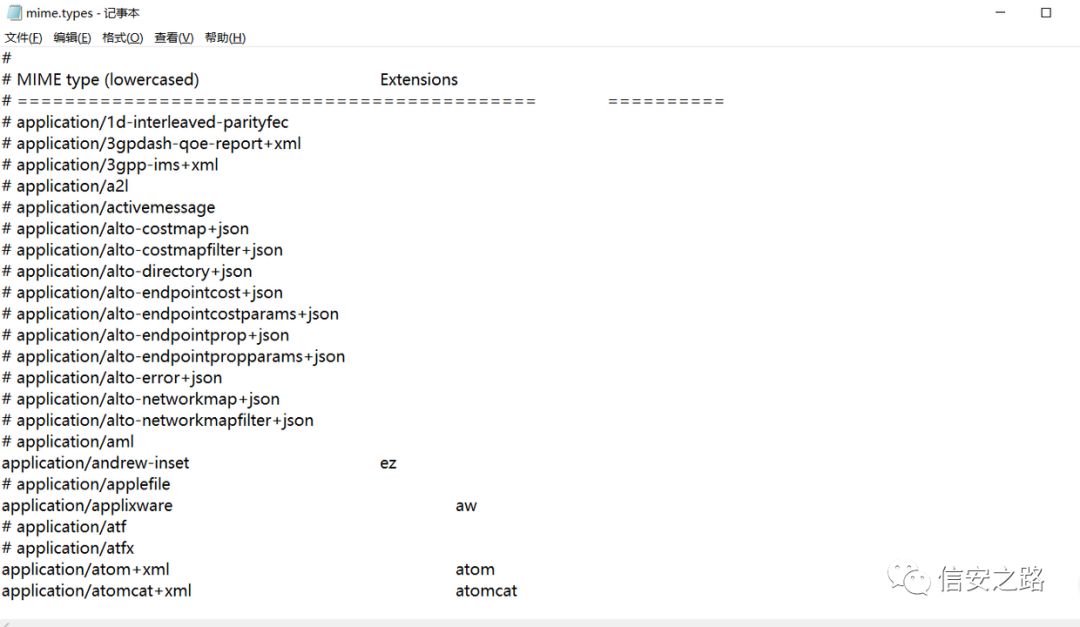 mime.types - 记事本
文件(F) 编辑(E) 格式(O) 查看(V) 帮助(H)
#
# MIME type (lowercased) Extensions
# ============================================ ==========
# application/1d-interleaved-parityfec
# application/3gpdash-qoe-report+xml
# application/3gpp-ims+xml
# application/a2l
# application/activemessage
# application/alto-costmap+json
# application/alto-costmapfilter+json
# application/alto-directory+json
# application/alto-endpointcost+json
# application/alto-endpointcostparams+json
# application/alto-endpointprop+json
# application/alto-endpointpropparams+json
# application/alto-error+json
# application/alto-networkmap+json
# application/alto-networkmapfilter+json
# application/aml
application/andrew-inset ez
# application/applefile
application/applixware aw
# application/atf
# application/atfx
application/atom+xml atom
application/atomcat+xml atomcat
信安之路